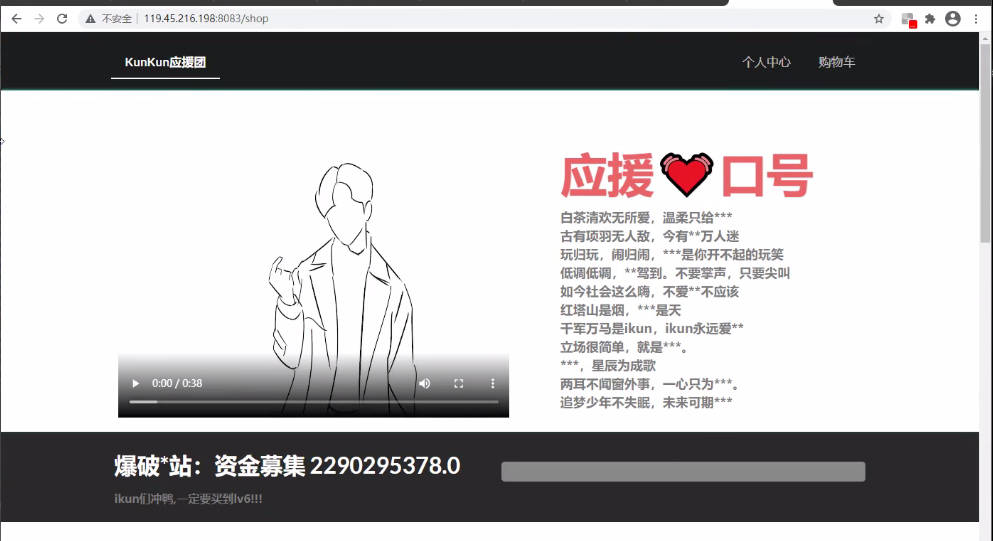 不安全 | 119.45.216.198:8083/shop
KunKun应援团
个人中心
购物车
应援 口号
白茶清欢无所爱，温柔只给***
古有项羽无人敌，今有**万人迷
玩归玩，闹归闹，***是你开不起的玩笑
低调低调，**驾到。不要掌声，只要尖叫
如今社会这么嗨，不爱**不应该
红塔山是烟，***是天
千军万马是ikun，ikun永远爱**
立场很简单，就是***。
***，星辰为成歌
两耳不闻窗外事，一心只为***。
追梦少年不失眠，未来可期***
0:00 / 0:38
爆破*站：资金募集 2290295378.0
ikun们冲鸭,一定要买到lv6!!!